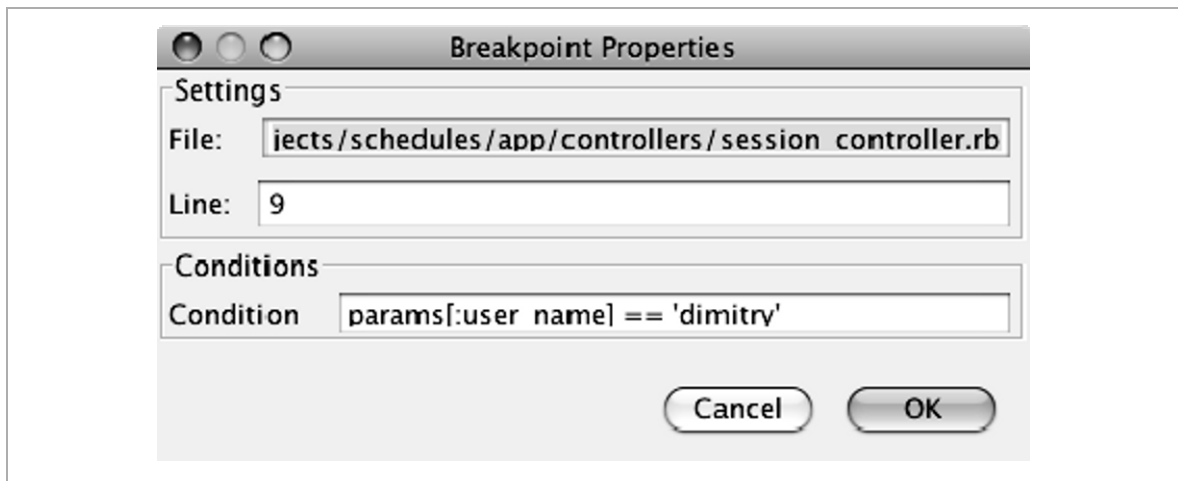 Breakpoint Properties
Settings
File: jects/schedules/app/controllers/session_controller.rb
Line: 9
Conditions
Condition params[:user_name] == 'dimitry'
Cancel OK